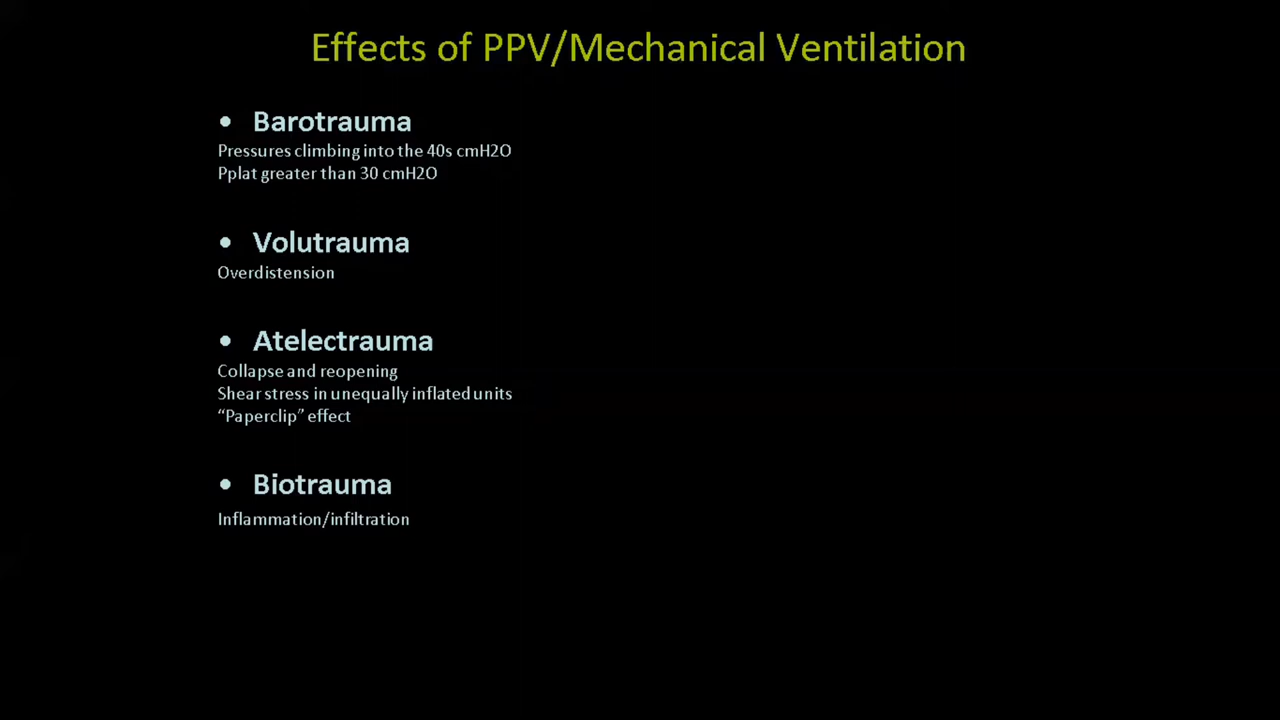 Effects of PPV/Mechanical Ventilation
• Barotrauma
Pressures climbing into the 40s cmH2O
Pplat greater than 30 cmH2O
• Volutrauma
Overdistension
• Atelectrauma
Collapse and reopening
Shear stress in unequally inflated units
“Paperclip” effect
• Biotrauma
Inflammation/infiltration